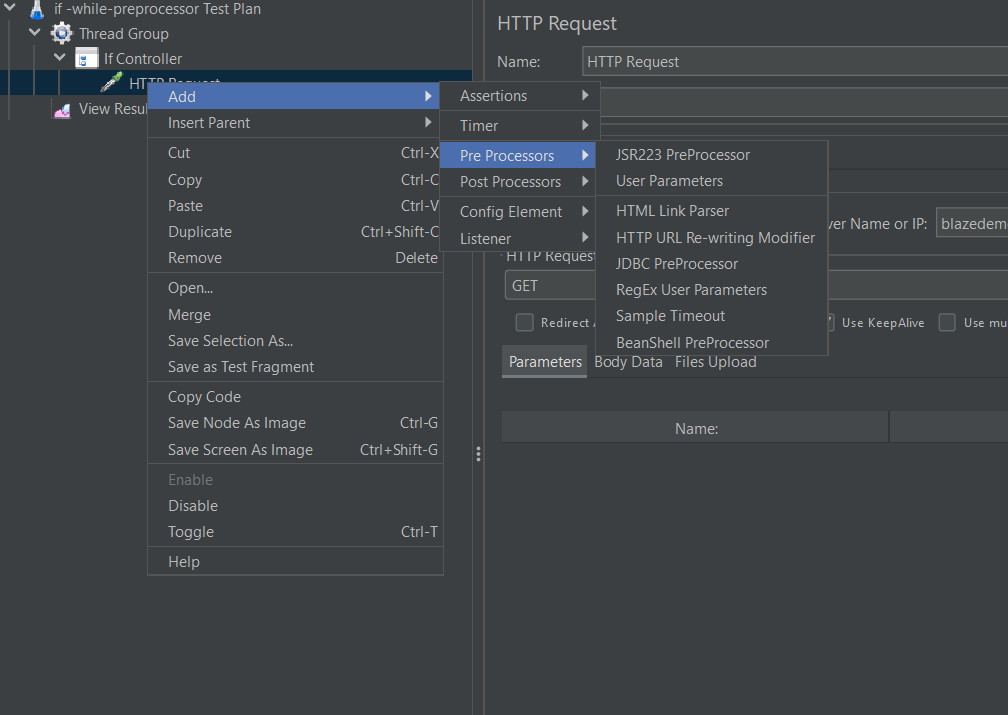 if -while-preprocessor Test Plan
Thread Group
If Controller
HTTP Request
View Resu
Add
Insert Parent
Cut Ctrl-X
Copy Ctrl-C
Paste Ctrl-V
Duplicate Ctrl+Shift-C
Remove Delete
Open...
Merge
Save Selection As...
Save as Test Fragment
Copy Code
Save Node As Image Ctrl-G
Save Screen As Image Ctrl+Shift-G
Enable
Disable
Toggle Ctrl-T
Help
Assertions
Timer
Pre Processors
Post Processors
Config Element
Listener
JSR223 PreProcessor
User Parameters
HTML Link Parser
HTTP URL Re-writing Modifier
JDBC PreProcessor
RegEx User Parameters
Sample Timeout
BeanShell PreProcessor
HTTP Request
Name: HTTP Request
ver Name or IP: blazedem
HTTP Request
GET
Redirect A Use KeepAlive Use mu
Parameters Body Data Files Upload
Name: